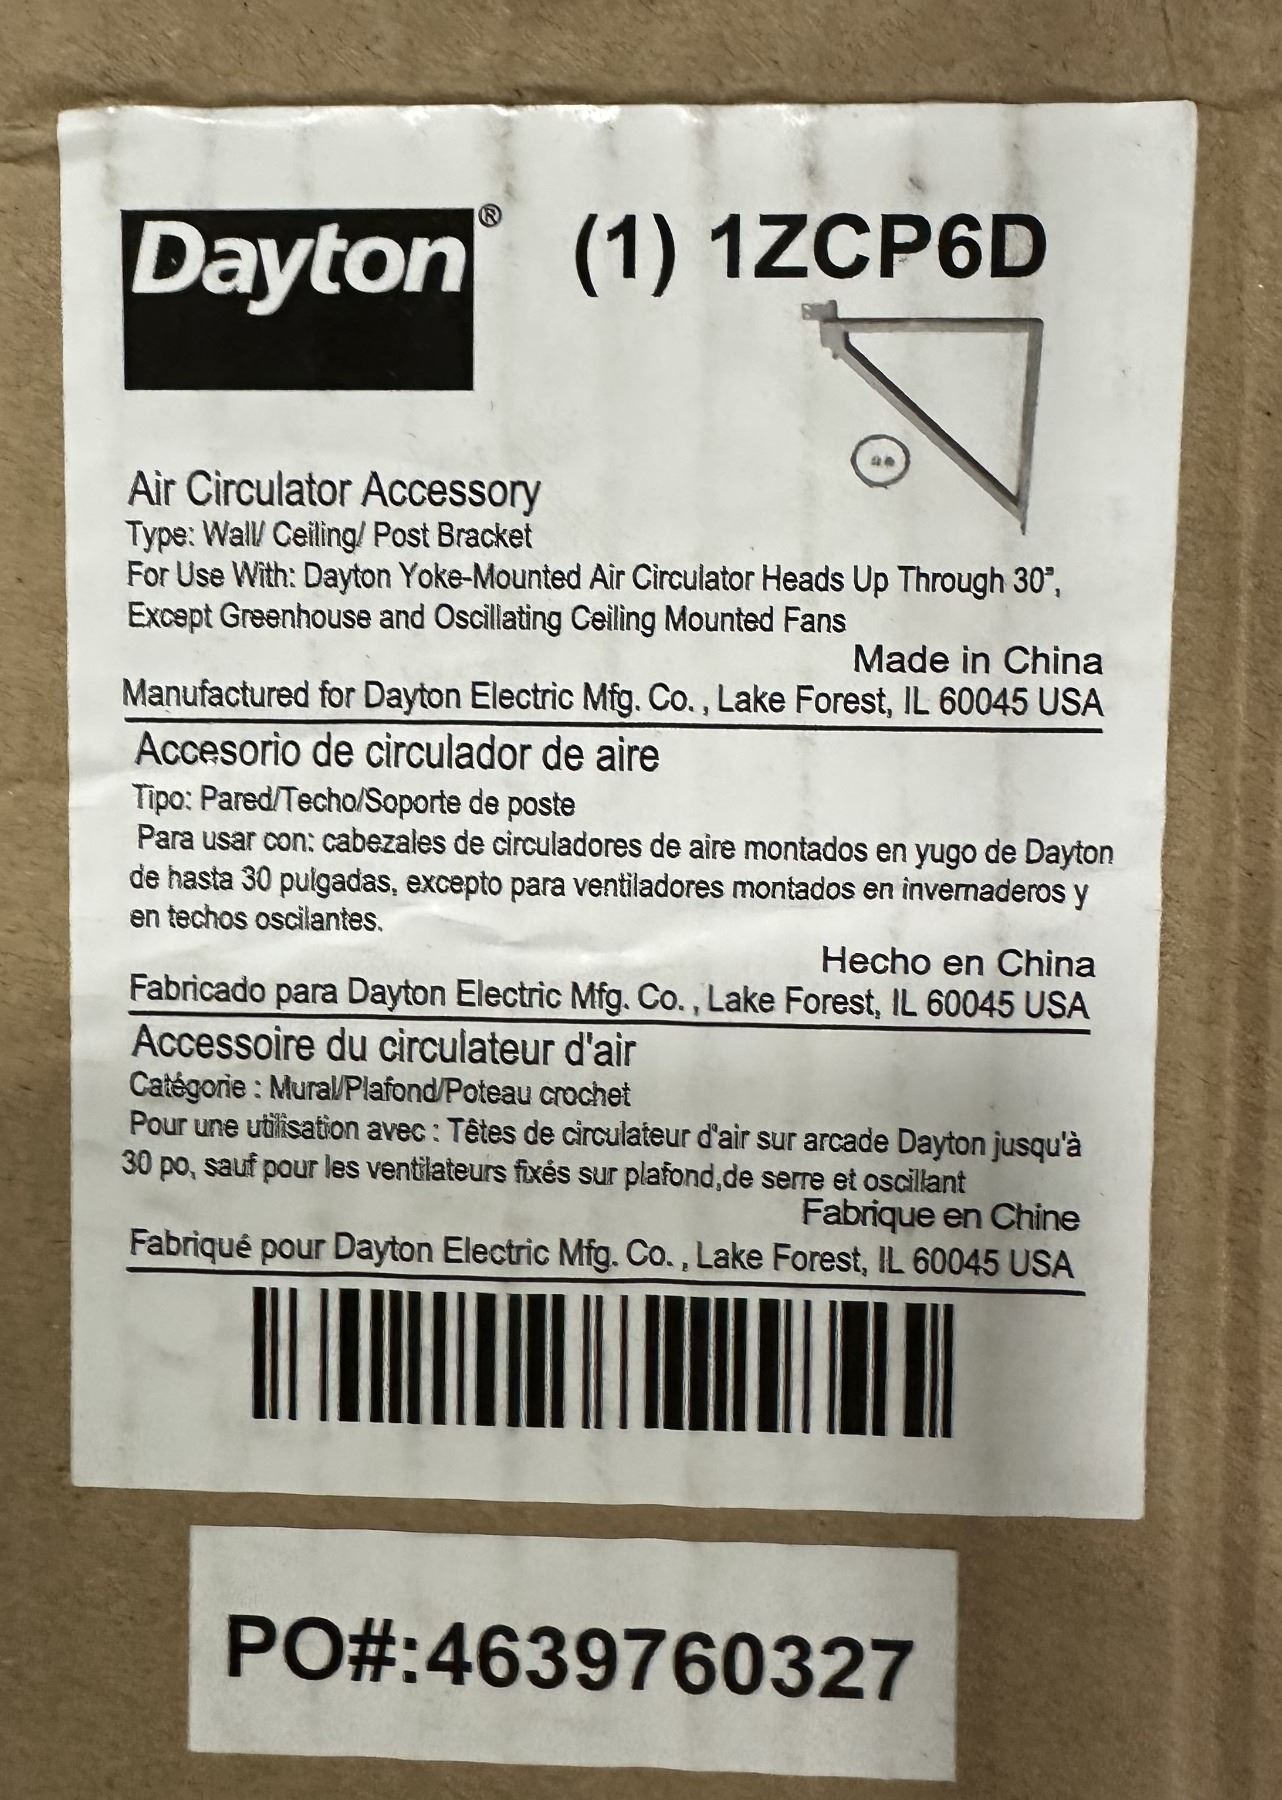 Dayton®
(1) 1ZCP6D
Air Circulator Accessory
Type: Wall/ Ceiling/ Post Bracket
For Use With: Dayton Yoke-Mounted Air Circulator Heads Up Through 30",
Except Greenhouse and Oscillating Ceiling Mounted Fans
Made in China
Manufactured for Dayton Electric Mfg. Co. , Lake Forest, IL 60045 USA
Accesorio de circulador de aire
Tipo: Pared/Techo/Soporte de poste
Para usar con: cabezales de circuladores de aire montados en yugo de Dayton
de hasta 30 pulgadas, excepto para ventiladores montados en invernaderos y
en techos oscilantes.
Hecho en China
Fabricado para Dayton Electric Mfg. Co. , Lake Forest, IL 60045 USA
Accessoire du circulateur d'air
Catégorie : Mural/Plafond/Poteau crochet
Pour une utilisation avec : Têtes de circulateur d'air sur arcade Dayton jusqu'à
30 po, sauf pour les ventilateurs fixés sur plafond,de serre et oscillant
Fabrique en Chine
Fabriqué pour Dayton Electric Mfg. Co. , Lake Forest, IL 60045 USA
PO#:4639760327